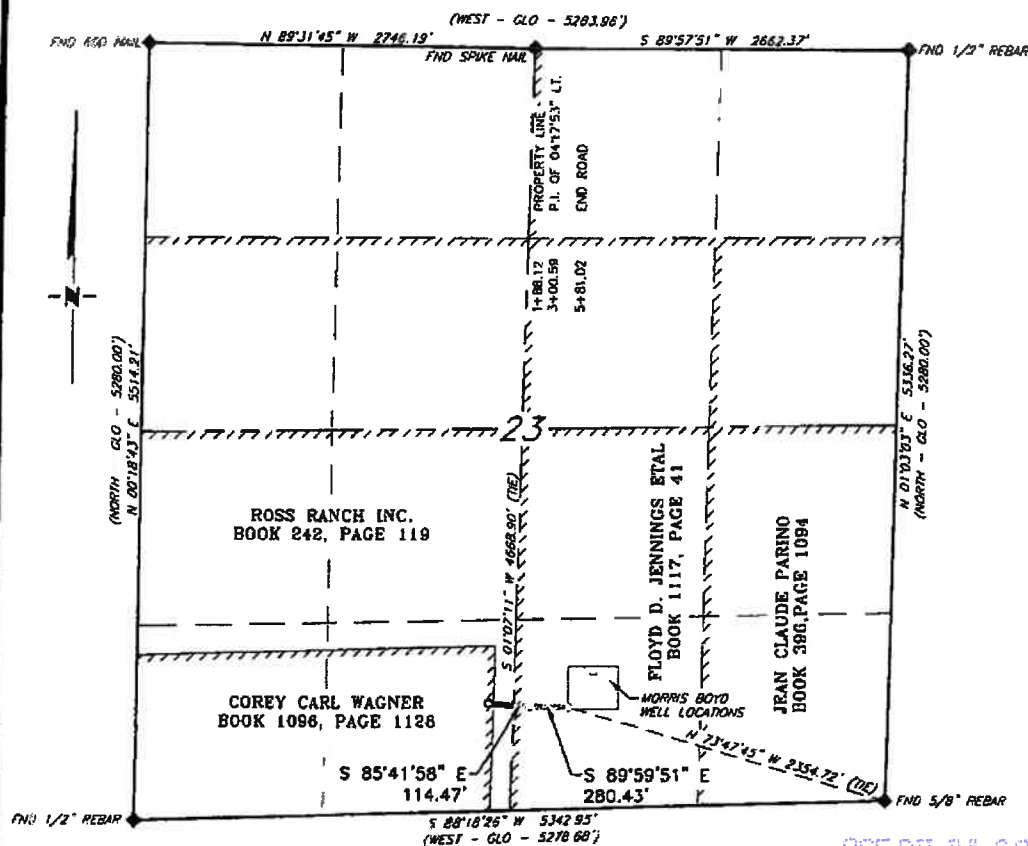 (WEST - GLO - 5283.96')
N 89'31'45" W 2746.19'
S 89'57'51" W 2662.37'
FND 60D NAIL
FND SPIKE NAIL
FND 1/2" REBAR
PROPERTY LINE
P.I. OF 04'17'53" LT.
END ROAD
1+88.12
3+00.59
5+81.02
N
(NORTH GLO - 5280.00')
N 00'18'43" E 5514.21'
N 01'03'03" E 5336.27'
(NORTH - GLO - 5280.00')
23
ROSS RANCH INC.
BOOK 242, PAGE 119
S 01'07'11" W 4668.90' (TIE)
FLOYD D. JENNINGS ETAL
BOOK 1117, PAGE 41
JEAN CLAUDE PARINO
BOOK 396, PAGE 1094
COREY CARL WAGNER
BOOK 1096, PAGE 1128
MORRIS BOYD
WELL LOCATIONS
N 73'47'45" W 2354.72' (TIE)
S 85'41'58" E
114.47'
S 89'59'51" E
280.43'
FND 1/2" REBAR
FND 5/8" REBAR
S 88'18'26" W 5342.95'
(WEST - GLO - 5278.68')